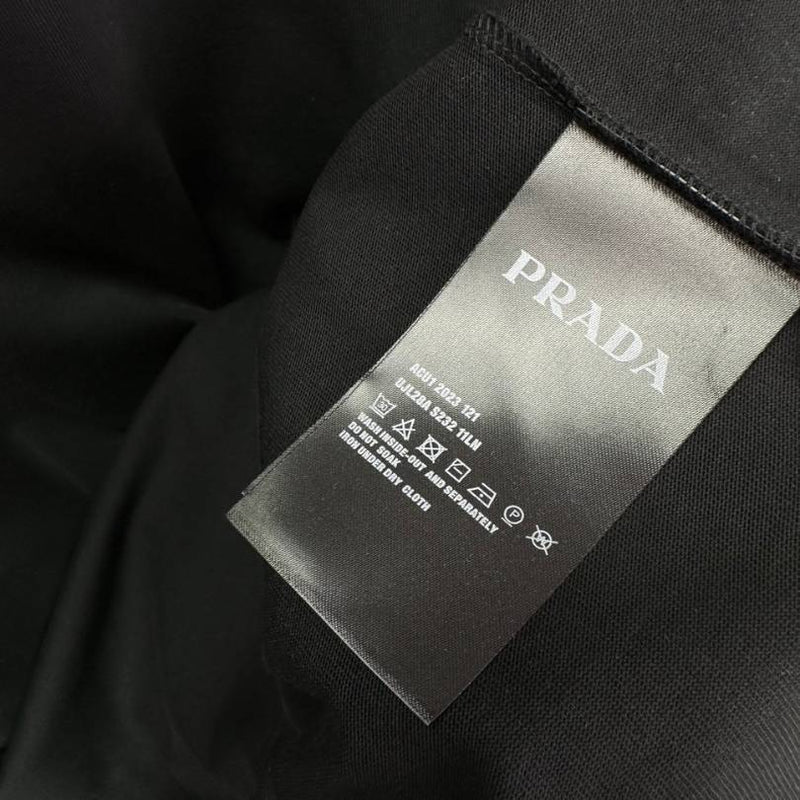 PRADA
ACU1 2023 121
UJL28A S232 11LN
30
P
WASH INSIDE-OUT AND SEPARATELY
DO NOT SOAK
IRON UNDER DRY CLOTH